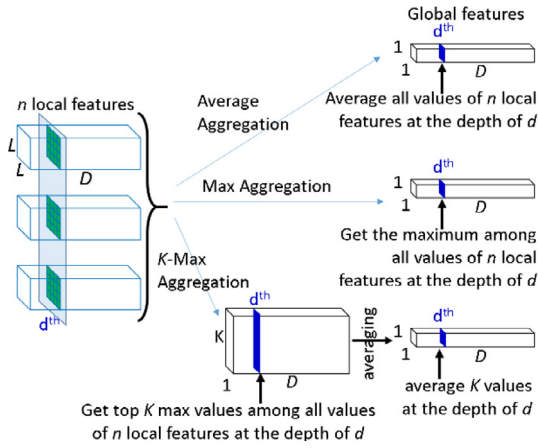 Global features
dth
1
1
D
Average all values of n local
features at the depth of d
n local features
L
L
D
dth
Average
Aggregation
Max Aggregation
K-Max
Aggregation
dth
1
1
D
Get the maximum among
all values of n local
features at the depth of d
dth
K
1
D
Get top K max values among all values
of n local features at the depth of d
averaging
dth
1
1
D
average K values
at the depth of d